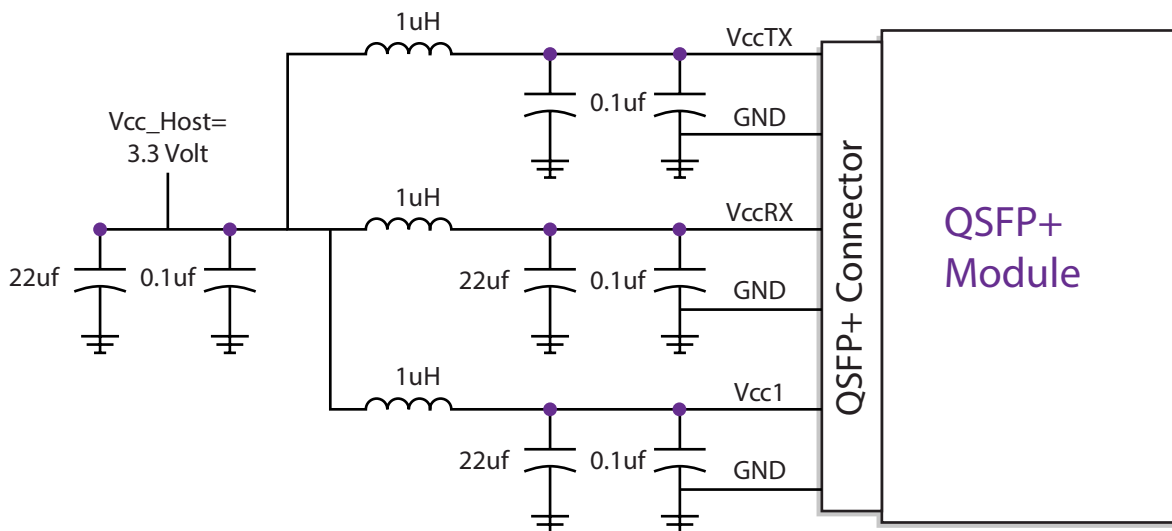 1uH
VccTX
0.1uf
GND
Vcc_Host=
3.3 Volt
1uH
VccRX
22uf
0.1uf
22uf
0.1uf
GND
1uH
Vcc1
22uf
0.1uf
GND
QSFP+ Connector
QSFP+
Module